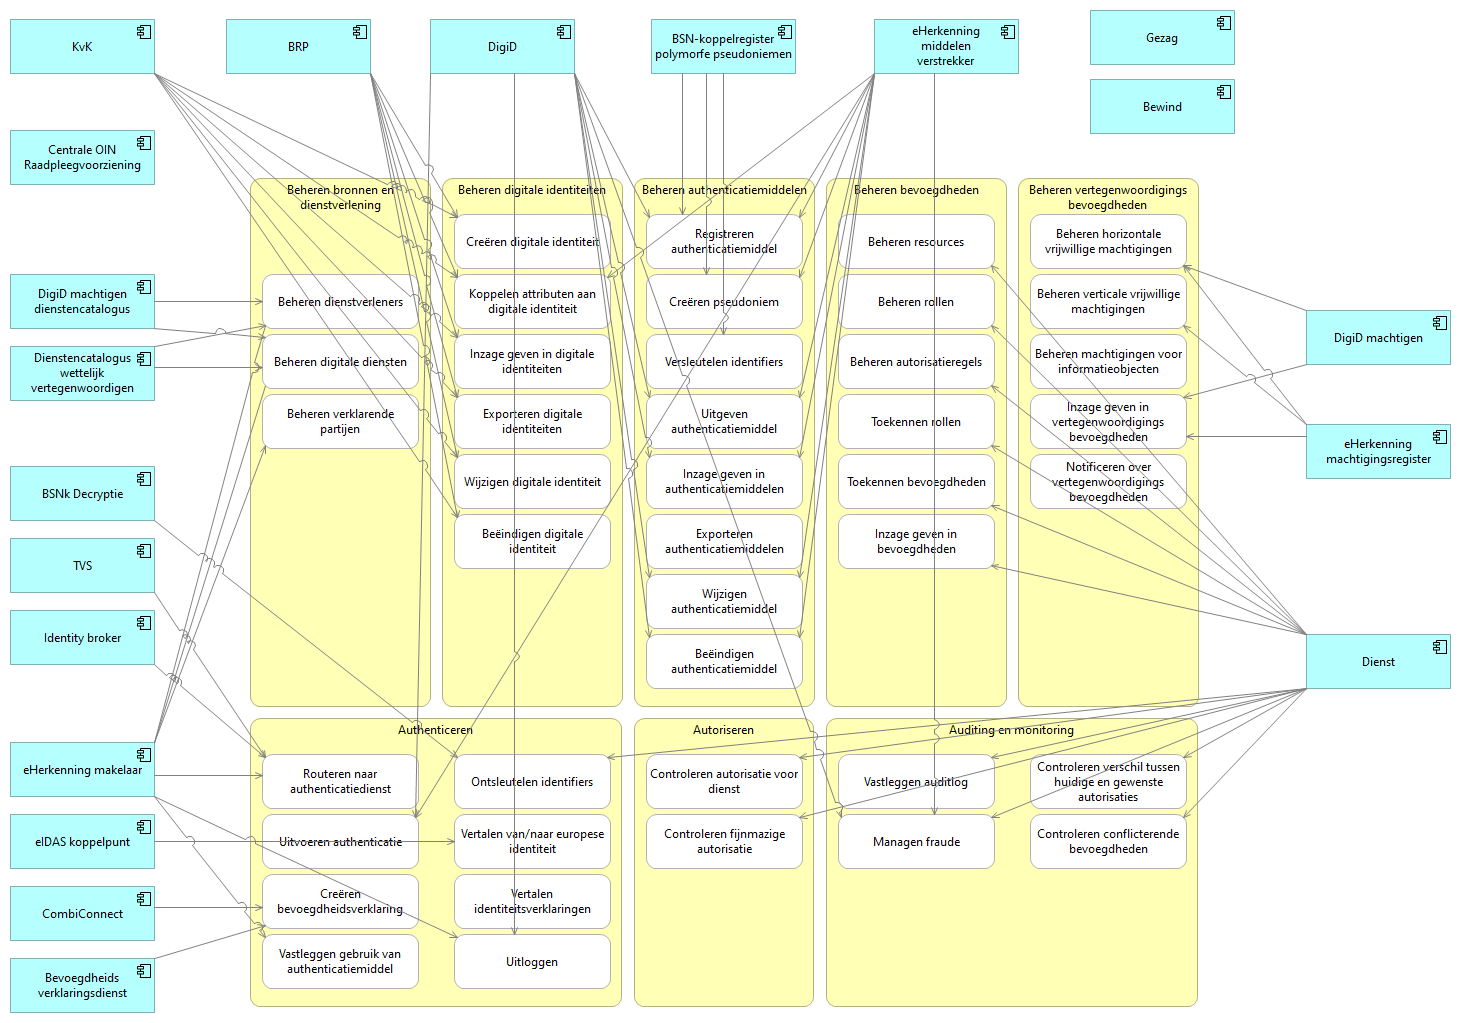 KvK
BRP
DigiD
BSN-koppelregister
polymorfe pseudoniemen
eHerkenning
middelen
verstrekker
Gezag
Bewind
Centrale OIN
Raadpleegvoorziening
DigiD machtigen
dienstencatalogus
Dienstencatalogus
wettelijk
vertegenwoordigen
BSNk Decryptie
TVS
Identity broker
eHerkenning makelaar
eIDAS koppelpunt
CombiConnect
Bevoegdheids
verklaringsdienst
Beheren bronnen en
dienstverlening
Beheren dienstverleners
Beheren digitale diensten
Beheren verklarende
partijen
Beheren digitale identiteiten
Creëren digitale identiteit
Koppelen attributen aan
digitale identiteit
Inzage geven in digitale
identiteiten
Exporteren digitale
identiteiten
Wijzigen digitale identiteit
Beëindigen digitale
identiteit
Beheren authenticatiemiddelen
Registreren
authenticatiemiddel
Creëren pseudoniem
Versleutelen identifiers
Uitgeven
authenticatiemiddel
Inzage geven in
authenticatiemiddelen
Exporteren
authenticatiemiddelen
Wijzigen
authenticatiemiddel
Beëindigen
authenticatiemiddel
Beheren bevoegdheden
Beheren resources
Beheren rollen
Beheren autorisatieregels
Toekennen rollen
Toekennen bevoegdheden
Inzage geven in
bevoegdheden
Beheren vertegenwoordigings
bevoegdheden
Beheren horizontale
vrijwillige machtigingen
Beheren verticale vrijwillige
machtigingen
Beheren machtigingen voor
informatieobjecten
Inzage geven in
vertegenwoordigings
bevoegdheden
Notificeren over
vertegenwoordigings
bevoegdheden
DigiD machtigen
eHerkenning
machtigingsregister
Dienst
Authenticeren
Routeren naar
authenticatiedienst
Ontsleutelen identifiers
Uitvoeren authenticatie
Vertalen van/naar europese
identiteit
Creëren
bevoegdheidsverklaring
Vertalen
identiteitsverklaringen
Vastleggen gebruik van
authenticatiemiddel
Uitloggen
Autoriseren
Controleren autorisatie voor
dienst
Controleren fijnmazige
autorisatie
Auditing en monitoring
Vastleggen auditlog
Controleren verschil tussen
huidige en gewenste
autorisaties
Managen fraude
Controleren conflicterende
bevoegdheden